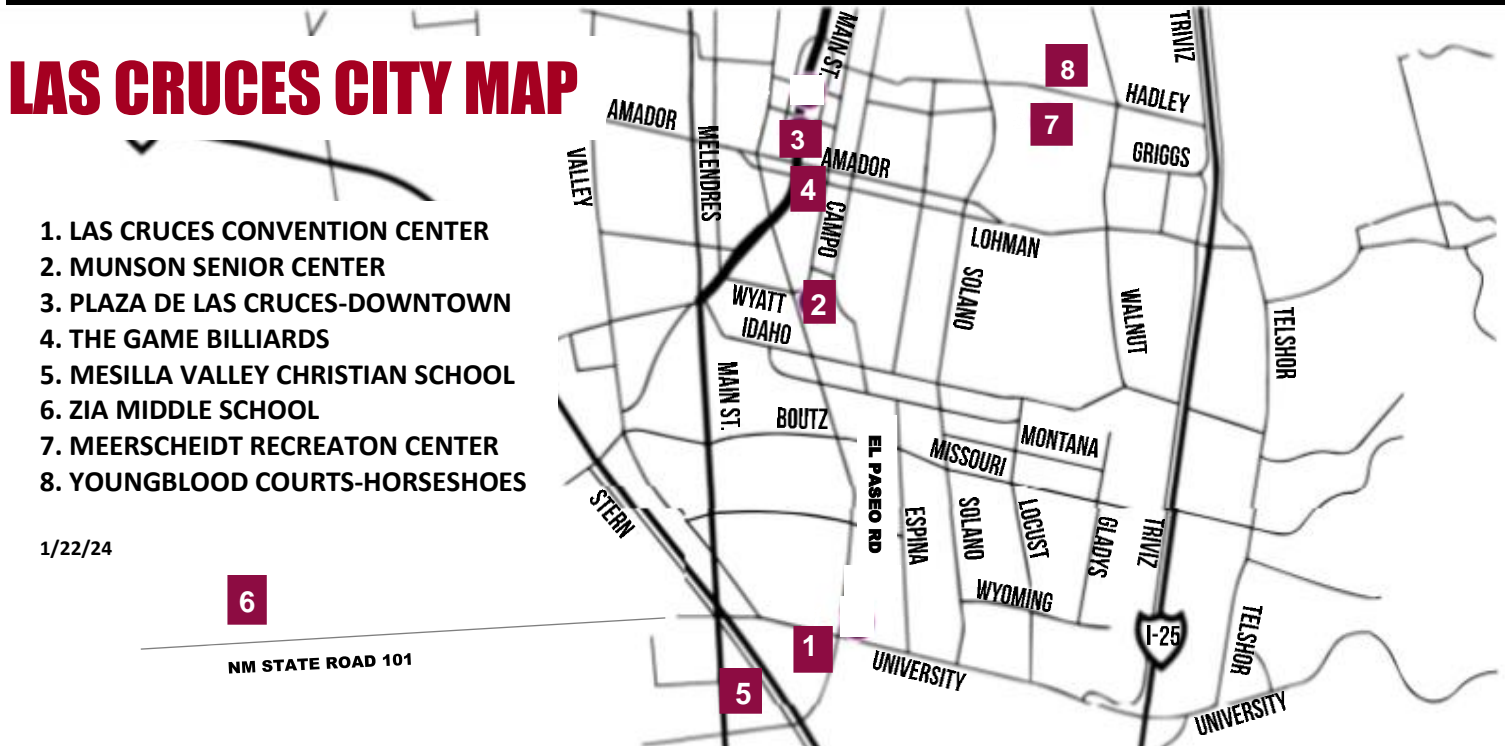 LAS CRUCES CITY MAP
1. LAS CRUCES CONVENTION CENTER
2. MUNSON SENIOR CENTER
3. PLAZA DE LAS CRUCES-DOWNTOWN
4. THE GAME BILLIARDS
5. MESILLA VALLEY CHRISTIAN SCHOOL
6. ZIA MIDDLE SCHOOL
7. MEERSCHEIDT RECREATON CENTER
8. YOUNGBLOOD COURTS-HORSESHOES
1/22/24
6
NM STATE ROAD 101
MAIN ST.
TRIVIZ
8
HADLEY
AMADOR
7
3
MELENDRES
VALLEY
AMADOR
GRIGGS
4
CAMPO
LOHMAN
SOLANO
WYATT
2
WALNUT
IDAHO
TELSHOR
MAIN ST.
BOUTZ
MONTANA
MISSOURI
EL PASEO RD
STERN
ESPINA
SOLANO
LOCUST
GLADYS
TRIVIZ
WYOMING
I-25
TELSHOR
1
UNIVERSITY
5
UNIVERSITY